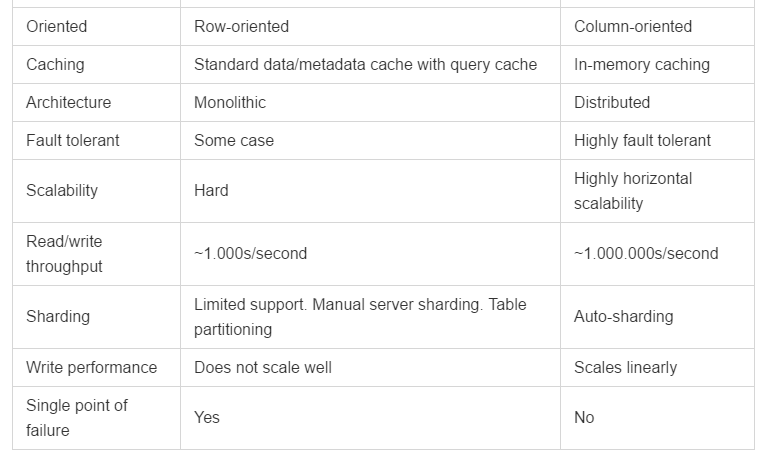 Oriented Row-oriented Column-oriented
Caching Standard data/metadata cache with query cache In-memory caching
Architecture Monolithic Distributed
Fault tolerant Some case Highly fault tolerant
Scalability Hard Highly horizontal
scalability
Read/write
throughput ~1.000s/second ~1.000.000s/second
Sharding Limited support. Manual server sharding. Table
partitioning Auto-sharding
Write performance Does not scale well Scales linearly
Single point of
failure Yes No